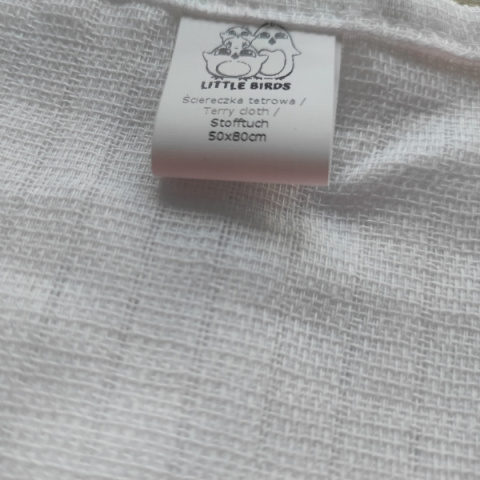 LITTLE BIRDS
Ściereczka tetrowa /
Terry cloth /
Stofftuch
50x80cm